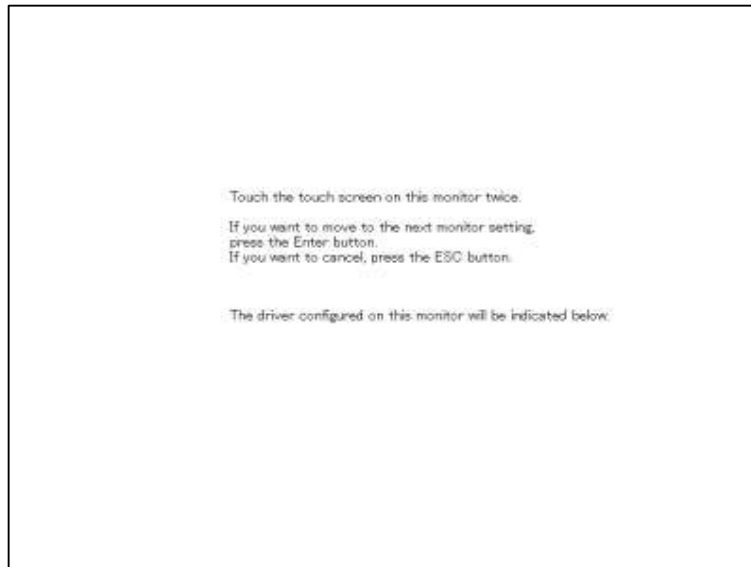 Touch the touch screen on this monitor twice.
If you want to move to the next monitor setting,
press the Enter button.
If you want to cancel, press the ESC button.
The driver configured on this monitor will be indicated below.